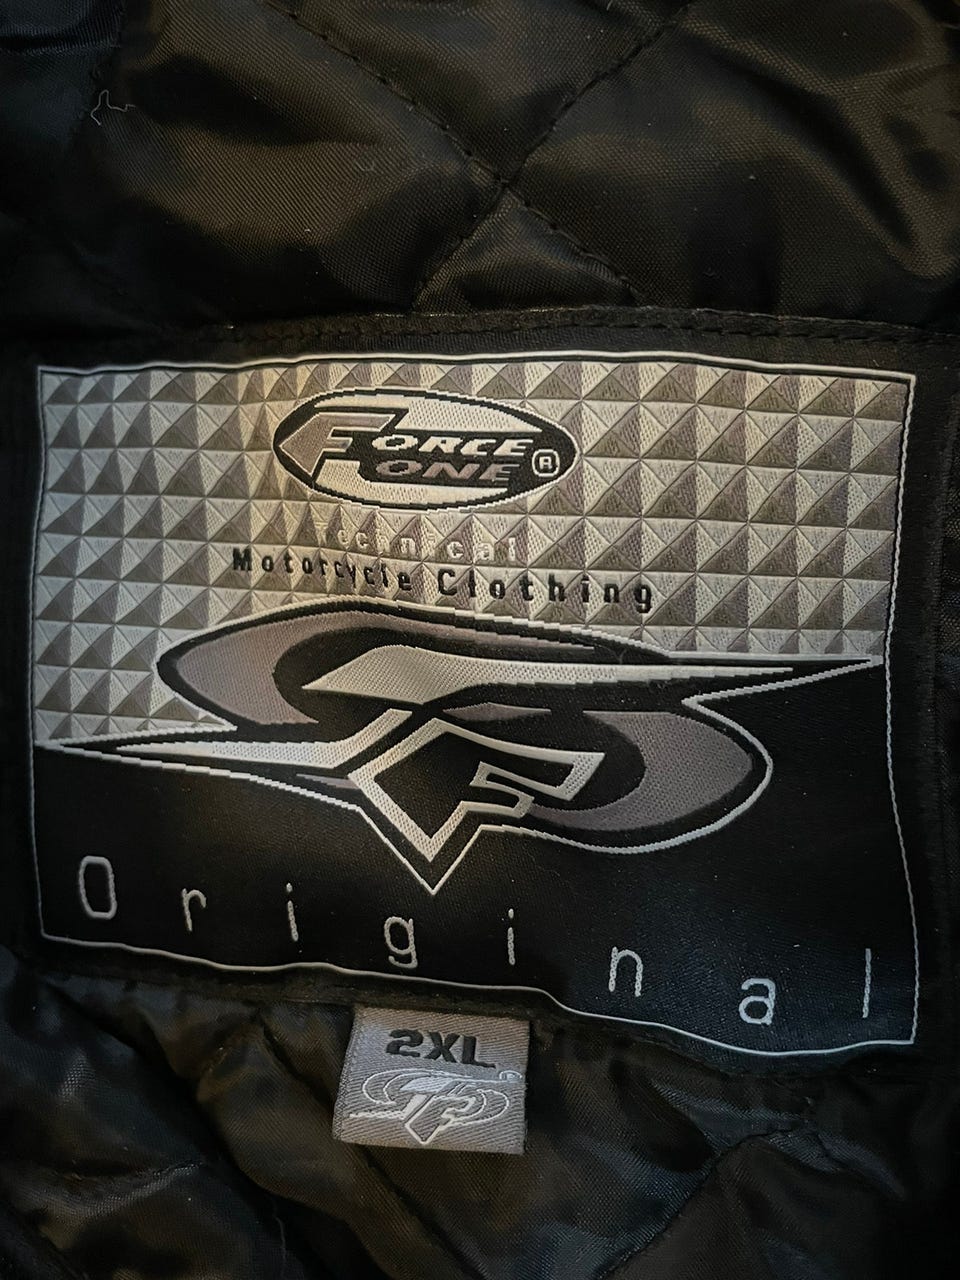 FORCE
ONE ®
Technical
Motorcycle Clothing
Original
2XL